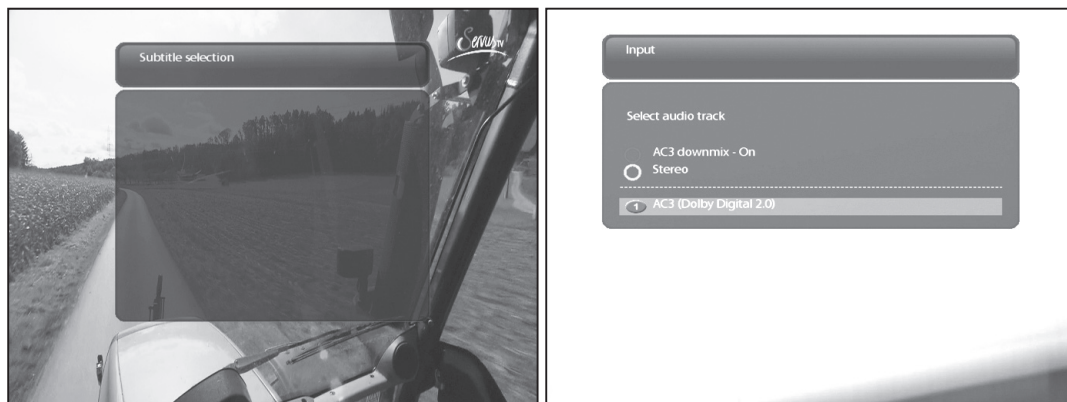 Subtitle selection
ServusTV
Input
Select audio track
AC3 downmix - On
Stereo
1 AC3 (Dolby Digital 2.0)